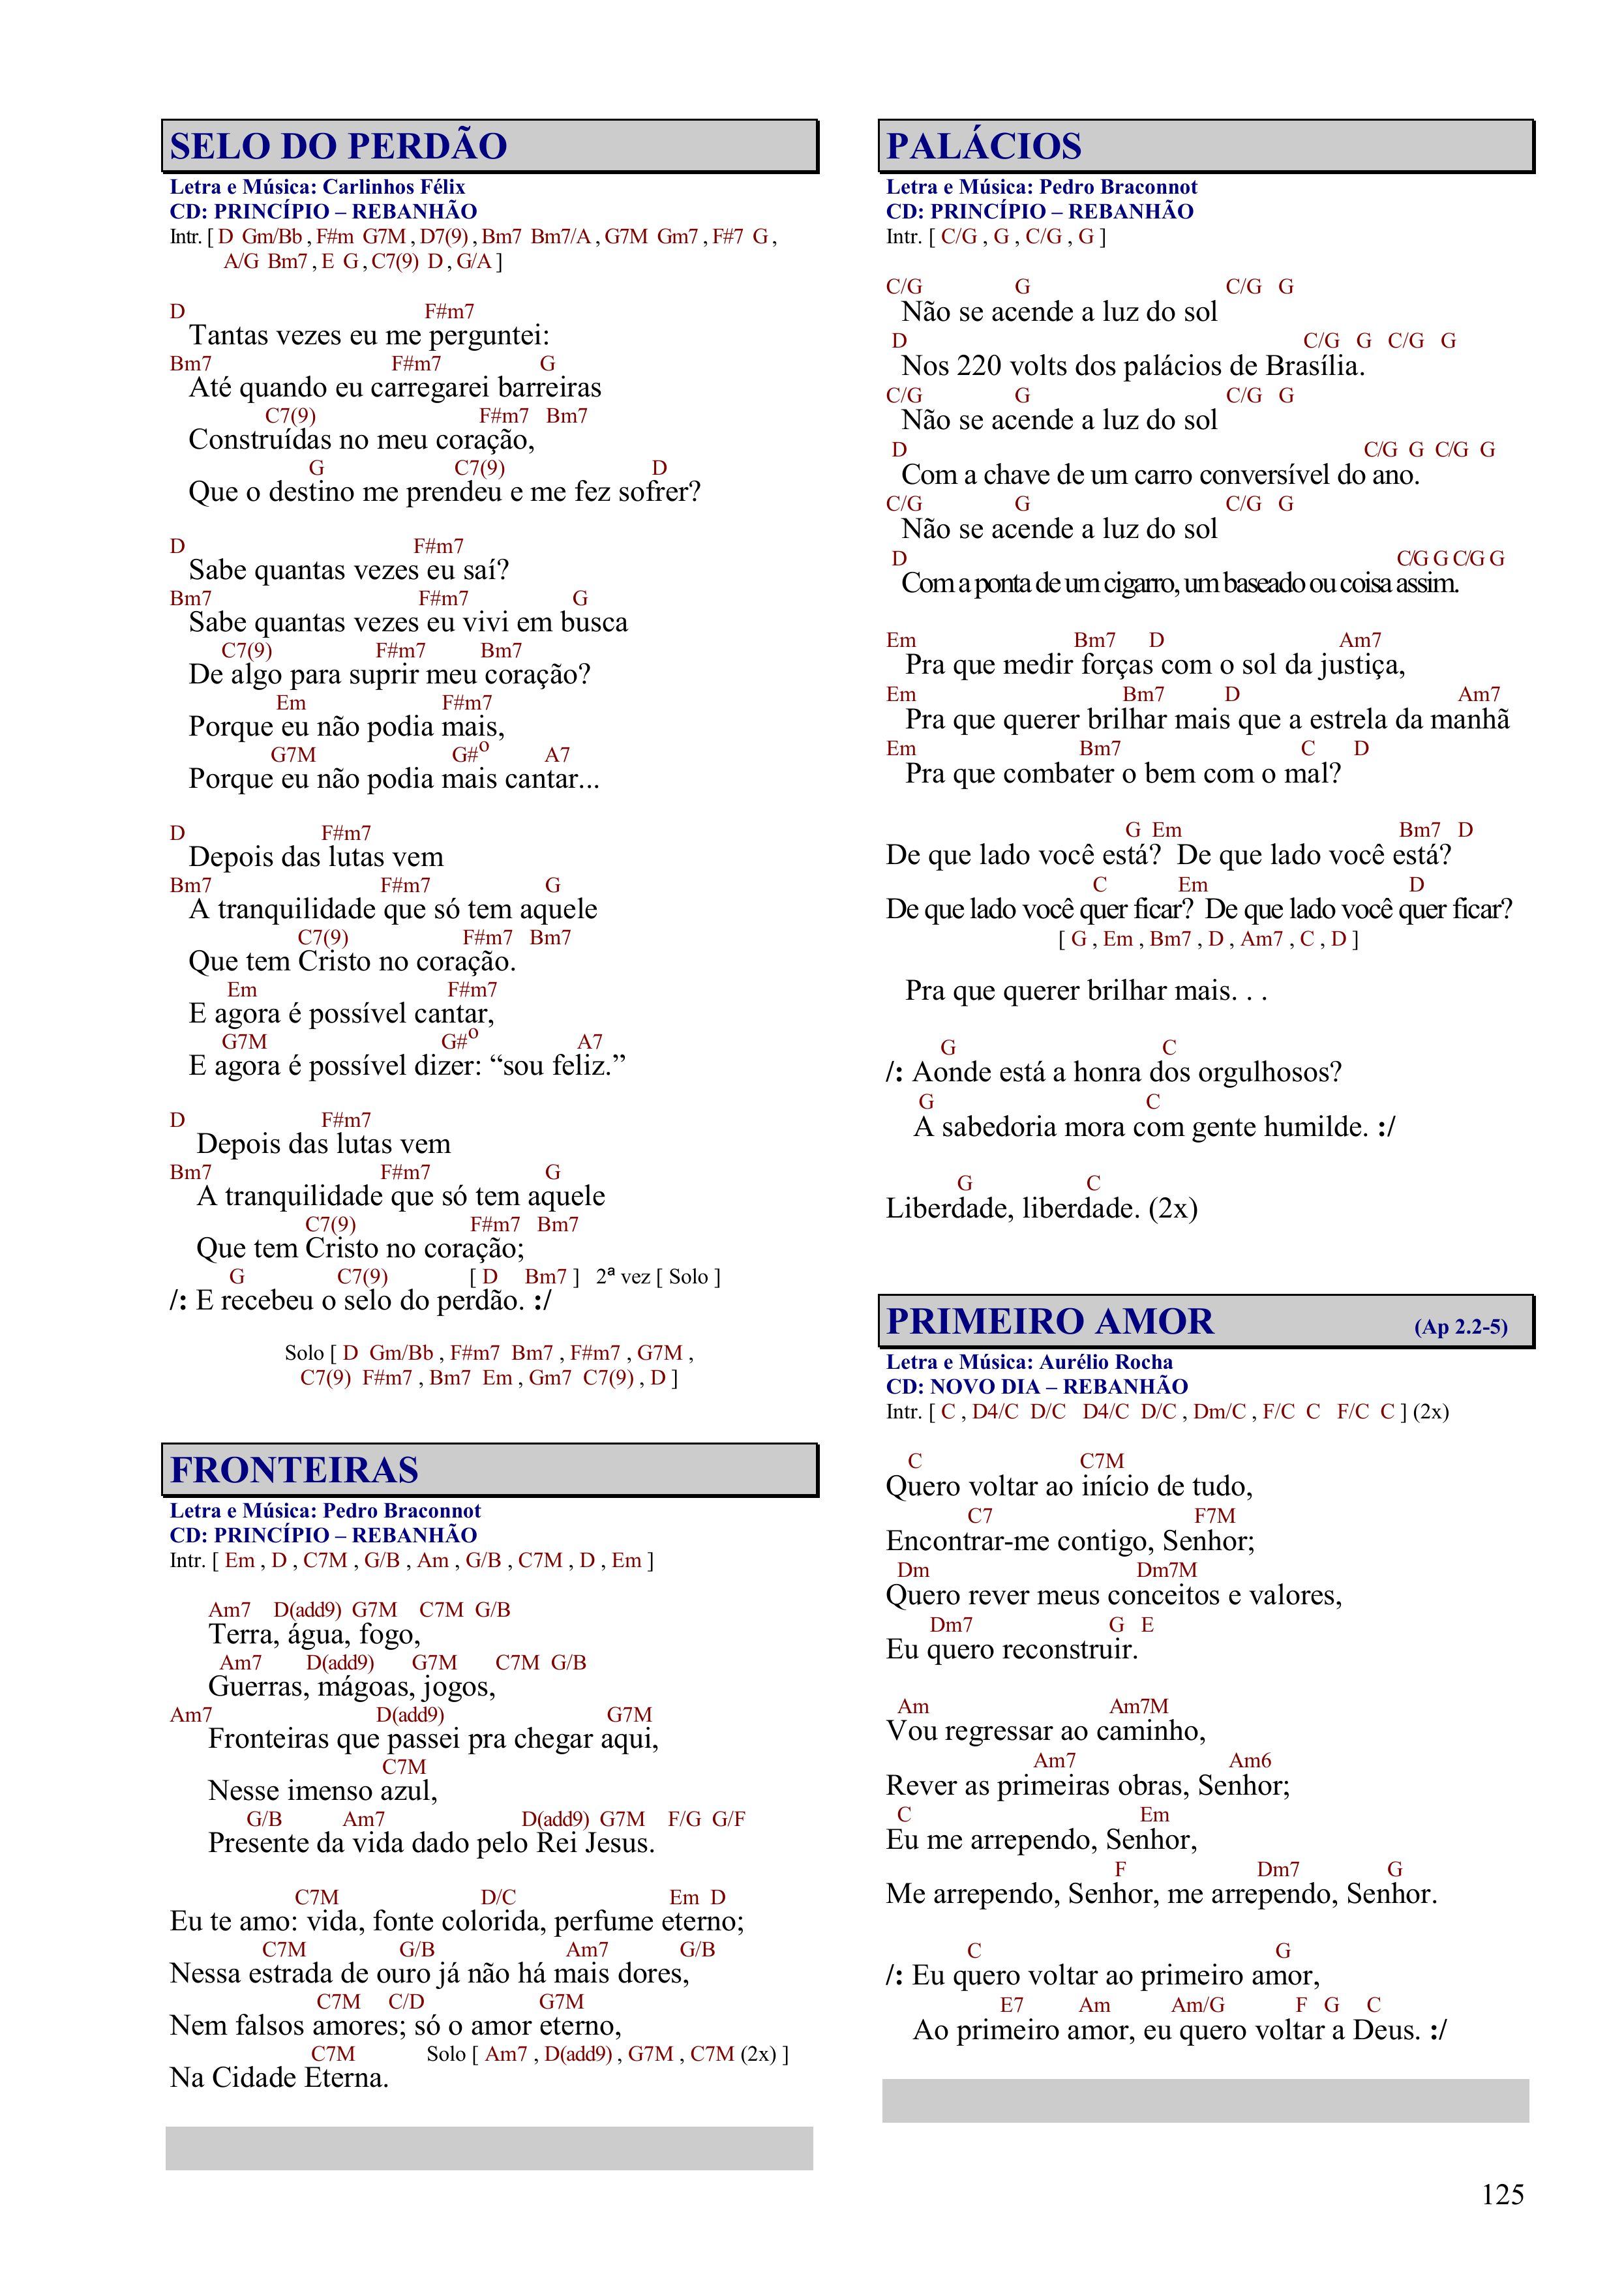 SELO DO PERDÃO
Letra e Música: Carlinhos Félix
CD: PRINCÍPIO – REBANHÃO
Intr. [ D Gm/Bb , F#m G7M , D7(9) , Bm7 Bm7/A , G7M Gm7 , F#7 G ,
A/G Bm7 , E G , C7(9) D , G/A ]
D F#m7
Tantas vezes eu me perguntei:
Bm7 F#m7 G
Até quando eu carregarei barreiras
C7(9) F#m7 Bm7
Construídas no meu coração,
G C7(9) D
Que o destino me prendeu e me fez sofrer?
D F#m7
Sabe quantas vezes eu saí?
Bm7 F#m7 G
Sabe quantas vezes eu vivi em busca
C7(9) F#m7 Bm7
De algo para suprir meu coração?
Em F#m7
Porque eu não podia mais,
G7M G#º A7
Porque eu não podia mais cantar...
D F#m7
Depois das lutas vem
Bm7 F#m7 G
A tranquilidade que só tem aquele
C7(9) F#m7 Bm7
Que tem Cristo no coração.
Em F#m7
E agora é possível cantar,
G7M G#º A7
E agora é possível dizer: “sou feliz.”
D F#m7
Depois das lutas vem
Bm7 F#m7 G
A tranquilidade que só tem aquele
C7(9) F#m7 Bm7
Que tem Cristo no coração;
G C7(9) [ D Bm7 ] 2ª vez [ Solo ]
/: E recebeu o selo do perdão. :/
Solo [ D Gm/Bb , F#m7 Bm7 , F#m7 , G7M ,
C7(9) F#m7 , Bm7 Em , Gm7 C7(9) , D ]
FRONTEIRAS
Letra e Música: Pedro Braconnot
CD: PRINCÍPIO – REBANHÃO
Intr. [ Em , D , C7M , G/B , Am , G/B , C7M , D , Em ]
Am7 D(add9) G7M C7M G/B
Terra, água, fogo,
Am7 D(add9) G7M C7M G/B
Guerras, mágoas, jogos,
Am7 D(add9) G7M
Fronteiras que passei pra chegar aqui,
C7M
Nesse imenso azul,
G/B Am7 D(add9) G7M F/G G/F
Presente da vida dado pelo Rei Jesus.
C7M D/C Em D
Eu te amo: vida, fonte colorida, perfume eterno;
C7M G/B Am7 G/B
Nessa estrada de ouro já não há mais dores,
C7M C/D G7M
Nem falsos amores; só o amor eterno,
C7M Solo [ Am7 , D(add9) , G7M , C7M (2x) ]
Na Cidade Eterna.
PALÁCIOS
Letra e Música: Pedro Braconnot
CD: PRINCÍPIO – REBANHÃO
Intr. [ C/G , G , C/G , G ]
C/G G C/G G
Não se acende a luz do sol
D C/G G C/G G
Nos 220 volts dos palácios de Brasília.
C/G G C/G G
Não se acende a luz do sol
D C/G G C/G G
Com a chave de um carro conversível do ano.
C/G G C/G G
Não se acende a luz do sol
D C/G G C/G G
Com a ponta de um cigarro, um baseado ou coisa assim.
Em Bm7 D Am7
Pra que medir forças com o sol da justiça,
Em Bm7 D Am7
Pra que querer brilhar mais que a estrela da manhã
Em Bm7 C D
Pra que combater o bem com o mal?
G Em Bm7 D
De que lado você está? De que lado você está?
C Em D
De que lado você quer ficar? De que lado você quer ficar?
[ G , Em , Bm7 , D , Am7 , C , D ]
Pra que querer brilhar mais. . .
G C
/: Aonde está a honra dos orgulhosos?
G C
A sabedoria mora com gente humilde. :/
G C
Liberdade, liberdade. (2x)
PRIMEIRO AMOR (Ap 2.2-5)
Letra e Música: Aurélio Rocha
CD: NOVO DIA – REBANHÃO
Intr. [ C , D4/C D/C D4/C D/C , Dm/C , F/C C F/C C ] (2x)
C C7M
Quero voltar ao início de tudo,
C7 F7M
Encontrar-me contigo, Senhor;
Dm Dm7M
Quero rever meus conceitos e valores,
Dm7 G E
Eu quero reconstruir.
Am Am7M
Vou regressar ao caminho,
Am7 Am6
Rever as primeiras obras, Senhor;
C Em
Eu me arrependo, Senhor,
F Dm7 G
Me arrependo, Senhor, me arrependo, Senhor.
C G
/: Eu quero voltar ao primeiro amor,
E7 Am Am/G F G C
Ao primeiro amor, eu quero voltar a Deus. :/
125